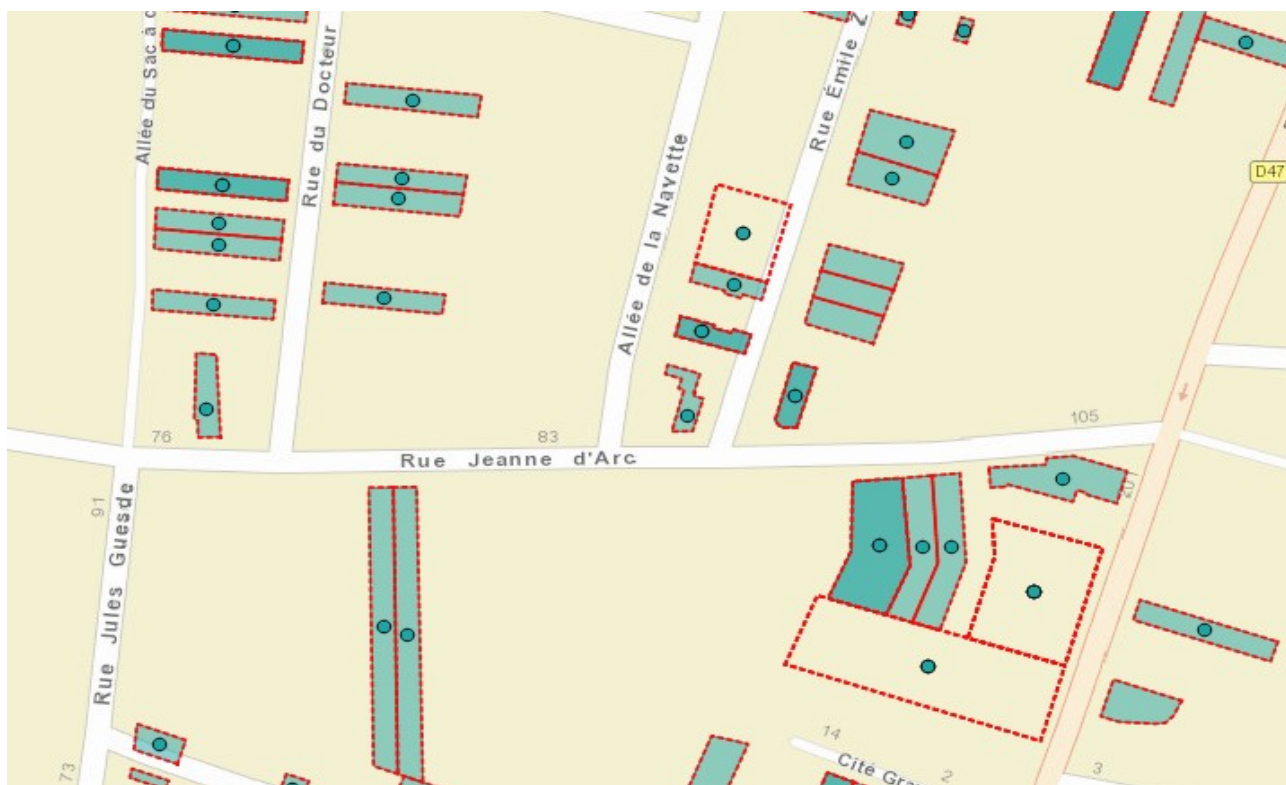 Allée du Sac à c
Rue du Docteur
Allée de la Navette
Rue Émile Z
D47
76
83
105
Rue Jeanne d'Arc
91
201
Rue Jules Guesde
73
14
Cité Gra
2
3